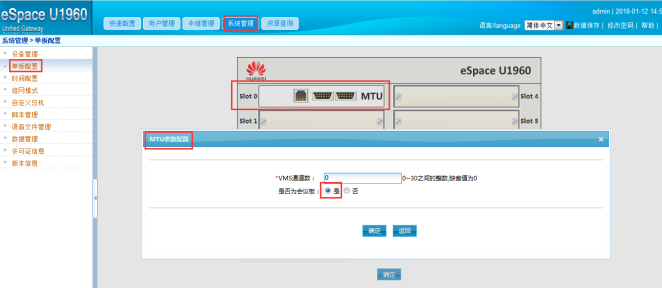 eSpace U1960
Unified Gateway
admin | 2018-01-12 14:5
快速配置 用户管理 中继管理 系统管理 资源查询
语言/language: 简体中文 数据保存 | 修改密码 | 帮助 |
系统管理 > 单板配置
设备管理
单板配置
时间配置
组网模式
自定义总机
脚本管理
语音文件管理
数据管理
许可证信息
版本信息
HUAWEI
eSpace U1960
Slot 0
MTU
Slot 4
Slot 1
Slot 5
MTU参数配置
×
*VMS通道数: 0 0~30之间的整数,缺省值为0
是否为会议板: 是 否
确定 返回
确定